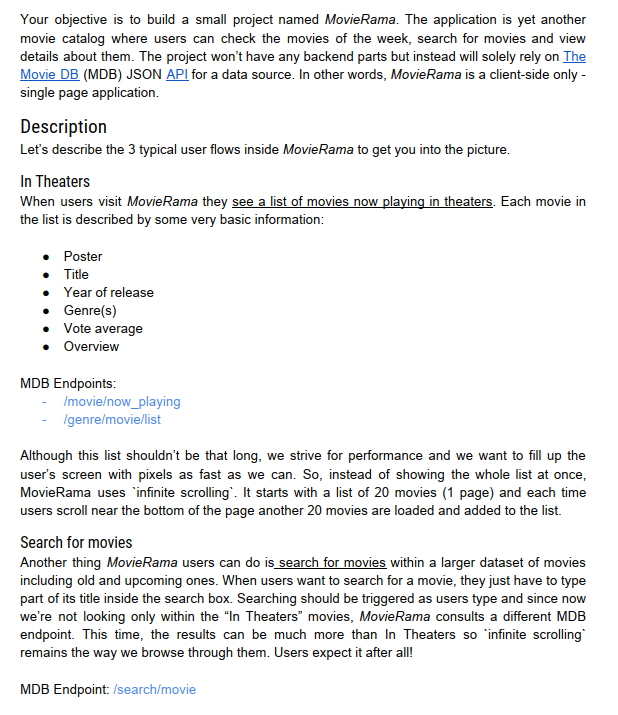 Your objective is to build a small project named MovieRama. The application is yet another
movie catalog where users can check the movies of the week, search for movies and view
details about them. The project won't have any backend parts but instead will solely rely on The
Movie DB (MDB) JSON API for a data source. In other words, MovieRama is a client-side only -
single page application.
Description
Let's describe the 3 typical user flows inside MovieRama to get you into the picture.
In Theaters
When users visit MovieRama they see a list of movies now playing in theaters. Each movie in
the list is described by some very basic information:
● Poster
● Title
● Year of release
● Genre(s)
● Vote average
● Overview
MDB Endpoints:
- /movie/now_playing
- /genre/movie/list
Although this list shouldn't be that long, we strive for performance and we want to fill up the
user's screen with pixels as fast as we can. So, instead of showing the whole list at once,
MovieRama uses `infinite scrolling`. It starts with a list of 20 movies (1 page) and each time
users scroll near the bottom of the page another 20 movies are loaded and added to the list.
Search for movies
Another thing MovieRama users can do is search for movies within a larger dataset of movies
including old and upcoming ones. When users want to search for a movie, they just have to type
part of its title inside the search box. Searching should be triggered as users type and since now
we're not looking only within the "In Theaters" movies, MovieRama consults a different MDB
endpoint. This time, the results can be much more than In Theaters so `infinite scrolling`
remains the way we browse through them. Users expect it after all!
MDB Endpoint: /search/movie